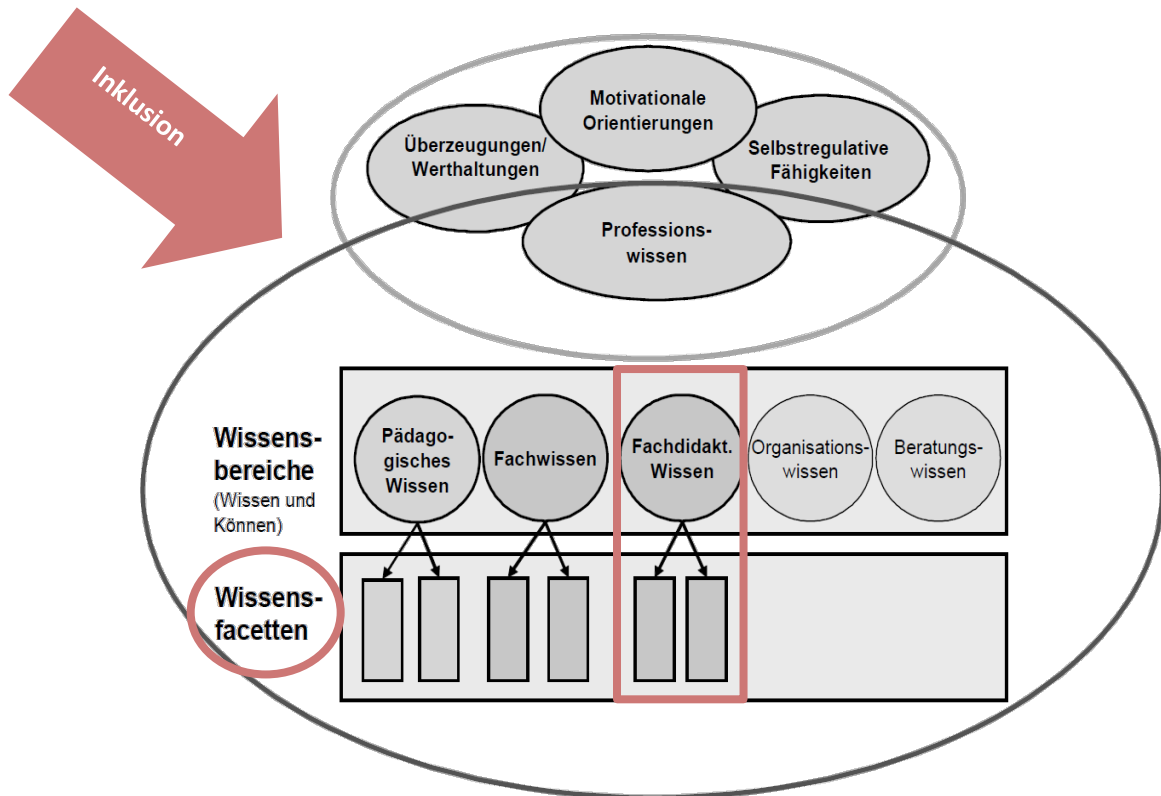 Inklusion
Motivationale
Orientierungen
Überzeugungen/
Werthaltungen
Selbstregulative
Fähigkeiten
Professions-
wissen
Wissens-
bereiche
(Wissen und
Können)
Pädago-
gisches
Wissen
Fachwissen
Fachdidakt.
Wissen
Organisations-
wissen
Beratungs-
wissen
Wissens-
facetten